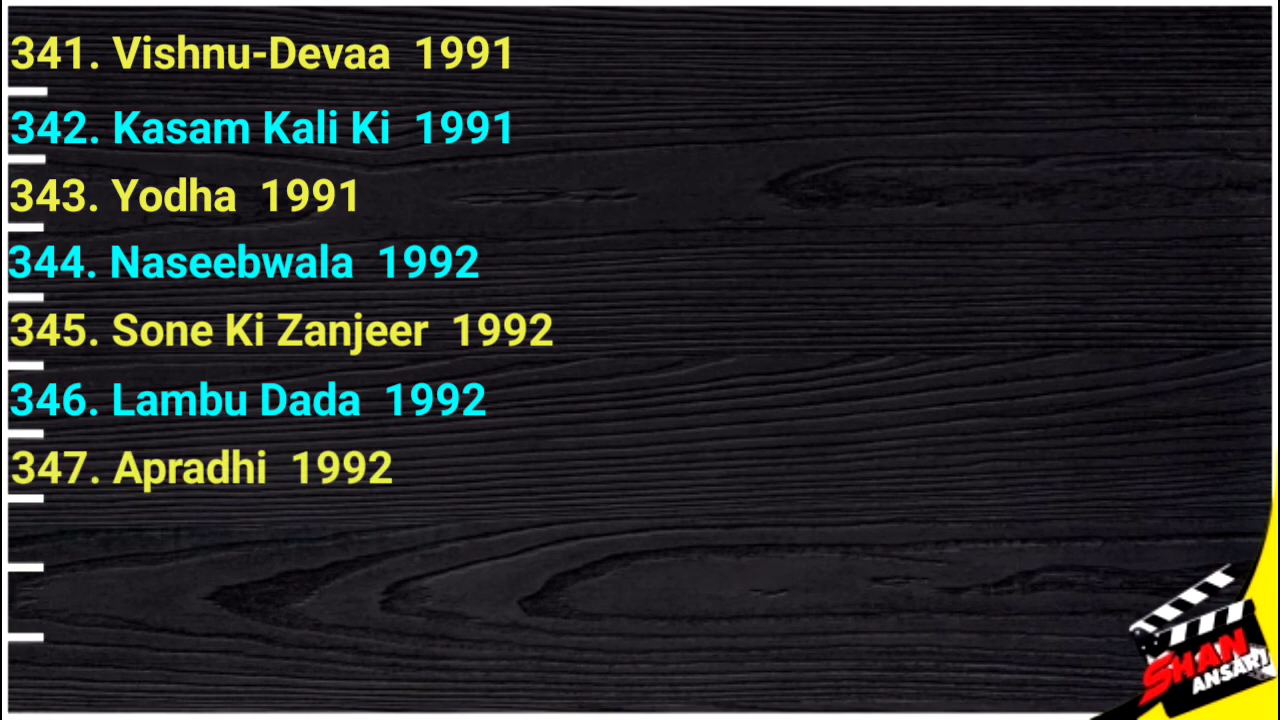 341. Vishnu-Devaa 1991
342. Kasam Kali Ki 1991
343. Yodha 1991
344. Naseebwala 1992
345. Sone Ki Zanjeer 1992
346. Lambu Dada 1992
347. Apradhi 1992
SHAN
ANSARI